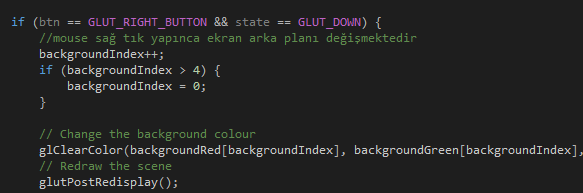 if (btn == GLUT_RIGHT_BUTTON && state == GLUT_DOWN) {
//mouse sağ tık yapınca ekran arka planı değişmektedir
backgroundIndex++;
if (backgroundIndex > 4) {
backgroundIndex = 0;
}
// Change the background colour
glClearColor(backgroundRed[backgroundIndex], backgroundGreen[backgroundIndex],
// Redraw the scene
glutPostRedisplay();